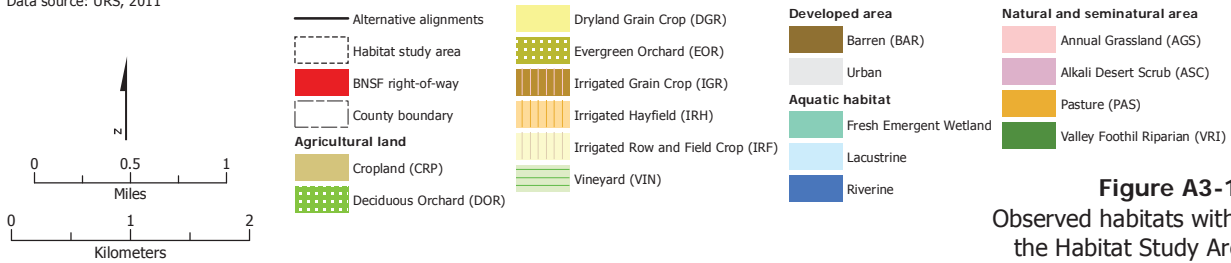 Data source: URS, 2011
N
0 0.5 1
Miles
0 1 2
Kilometers
Alternative alignments
Habitat study area
BNSF right-of-way
County boundary
Agricultural land
Cropland (CRP)
Deciduous Orchard (DOR)
Dryland Grain Crop (DGR)
Evergreen Orchard (EOR)
Irrigated Grain Crop (IGR)
Irrigated Hayfield (IRH)
Irrigated Row and Field Crop (IRF)
Vineyard (VIN)
Developed area
Barren (BAR)
Urban
Aquatic habitat
Fresh Emergent Wetland
Lacustrine
Riverine
Natural and seminatural area
Annual Grassland (AGS)
Alkali Desert Scrub (ASC)
Pasture (PAS)
Valley Foothil Riparian (VRI)
Figure A3-1
Observed habitats with
the Habitat Study Are